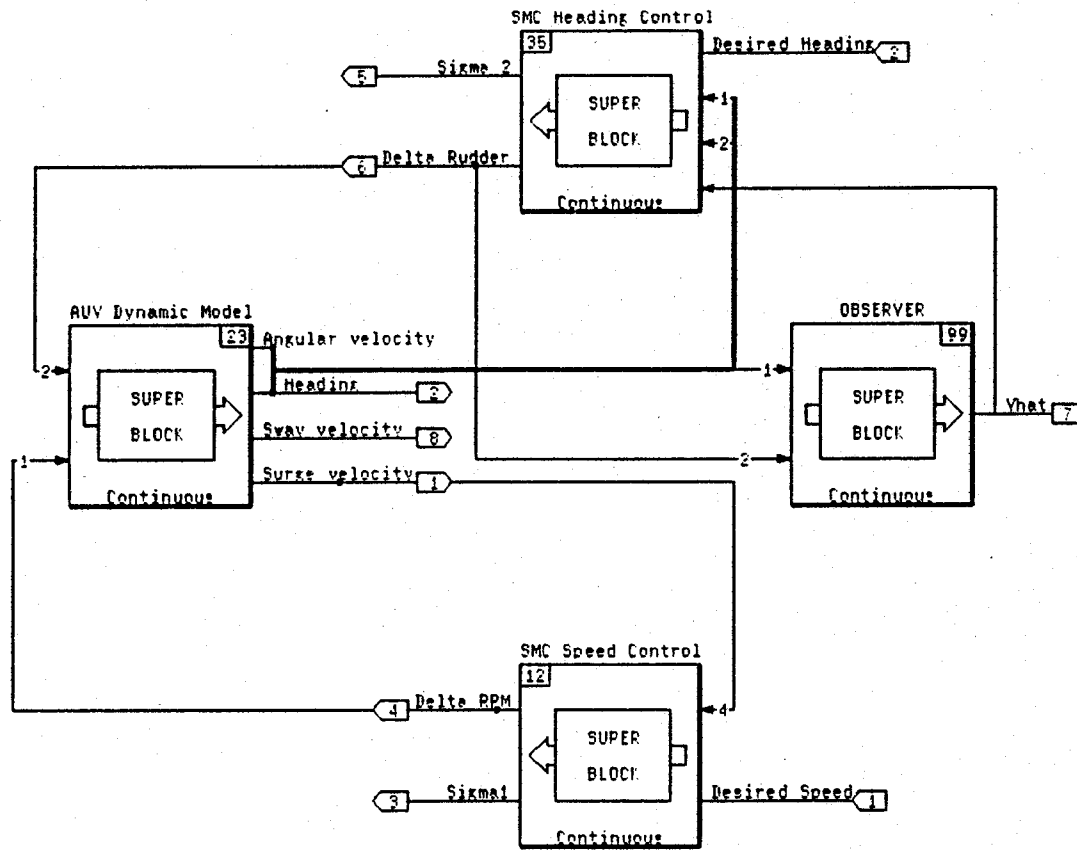 SMC Heading Control
35
Desired Heading
2
Sigma 2
5
SUPER
BLOCK
1
2
Delta Rudder
6
Continuous
AUV Dynamic Model
23
Angular velocity
OBSERVER
99
2
1
Heading
2
SUPER
BLOCK
SUPER
BLOCK
Vhat
7
Sway velocity
8
1
2
Surge velocity
1
Continuous
Continuous
SMC Speed Control
12
Delta RPM
4
4
SUPER
BLOCK
Sigma1
3
Desired Speed
1
Continuous